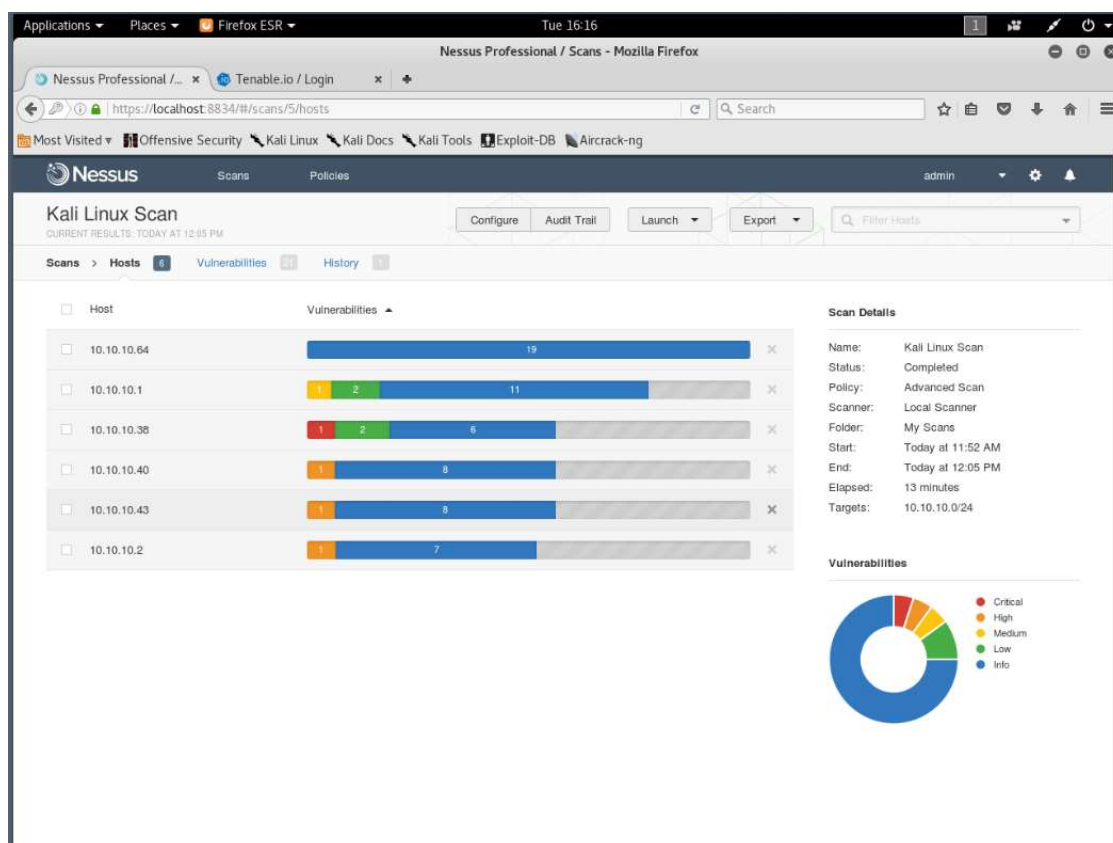 Applications Places Firefox ESR Tue 16:16 1
Nessus Professional / Scans - Mozilla Firefox
Nessus Professional /... Tenable.io / Login
https://localhost:8834/#/scans/5/hosts Search
Most Visited Offensive Security Kali Linux Kali Docs Kali Tools Exploit-DB Aircrack-ng
Nessus Scans Policies admin
Kali Linux Scan Configure Audit Trail Launch Export Filter Hosts
CURRENT RESULTS: TODAY AT 12:05 PM
Scans > Hosts 6 Vulnerabilities History 1
Host Vulnerabilities
10.10.10.64 19
10.10.10.1 1 2 11
10.10.10.38 1 2 6
10.10.10.40 1 8
10.10.10.43 1 8
10.10.10.2 1 7
Scan Details
Name: Kali Linux Scan
Status: Completed
Policy: Advanced Scan
Scanner: Local Scanner
Folder: My Scans
Start: Today at 11:52 AM
End: Today at 12:05 PM
Elapsed: 13 minutes
Targets: 10.10.10.0/24
Vulnerabilities
Critical
High
Medium
Low
Info